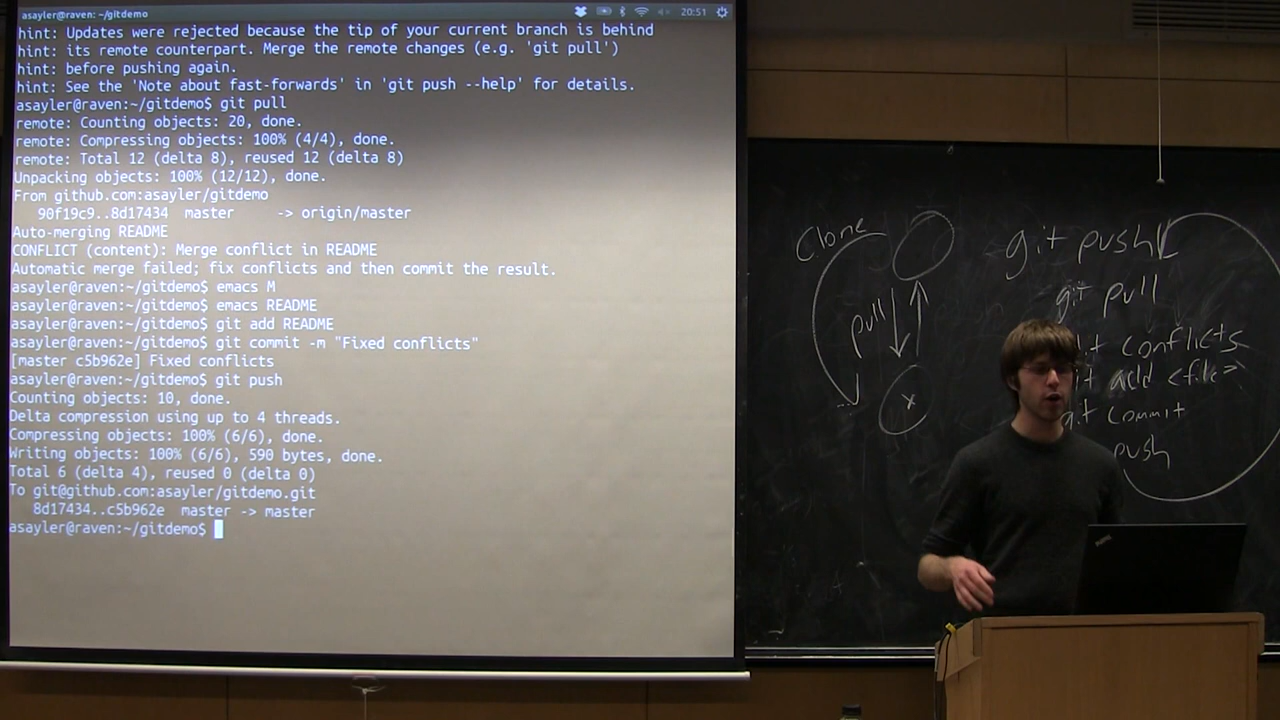 asayler@raven: ~/gitdemo 20:51
hint: Updates were rejected because the tip of your current branch is behind
hint: its remote counterpart. Merge the remote changes (e.g. 'git pull')
hint: before pushing again.
hint: See the 'Note about fast-forwards' in 'git push --help' for details.
asayler@raven:~/gitdemo$ git pull
remote: Counting objects: 20, done.
remote: Compressing objects: 100% (4/4), done.
remote: Total 12 (delta 8), reused 12 (delta 8)
Unpacking objects: 100% (12/12), done.
From github.com:asayler/gitdemo
90f19c9..8d17434 master -> origin/master
Auto-merging README
CONFLICT (content): Merge conflict in README
Automatic merge failed; fix conflicts and then commit the result.
asayler@raven:~/gitdemo$ emacs M
asayler@raven:~/gitdemo$ emacs README
asayler@raven:~/gitdemo$ git add README
asayler@raven:~/gitdemo$ git commit -m "Fixed conflicts"
[master c5b962e] Fixed conflicts
asayler@raven:~/gitdemo$ git push
Counting objects: 10, done.
Delta compression using up to 4 threads.
Compressing objects: 100% (6/6), done.
Writing objects: 100% (6/6), 590 bytes, done.
Total 6 (delta 4), reused 0 (delta 0)
To git@github.com:asayler/gitdemo.git
8d17434..c5b962e master -> master
asayler@raven:~/gitdemo$
Clone
pull
x
git push
git pull
it conflicts
it add <file>
git commit
push